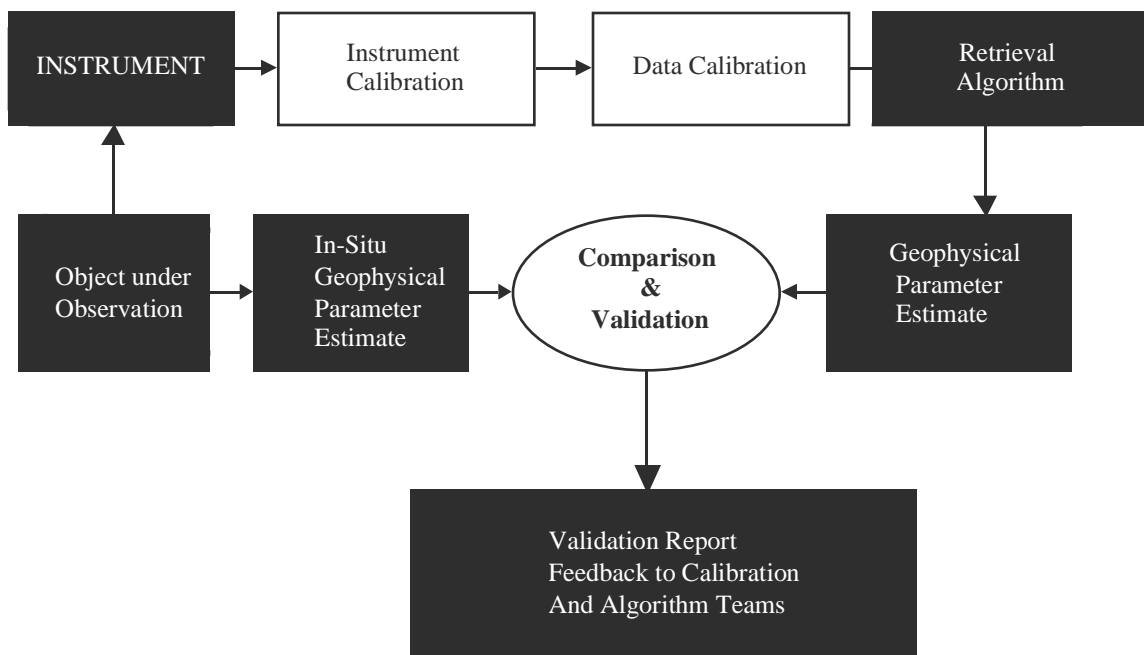 INSTRUMENT
Instrument
Calibration
Data Calibration
Retrieval
Algorithm
Object under
Observation
In-Situ
Geophysical
Parameter
Estimate
Comparison
&
Validation
Geophysical
Parameter
Estimate
Validation Report
Feedback to Calibration
And Algorithm Teams